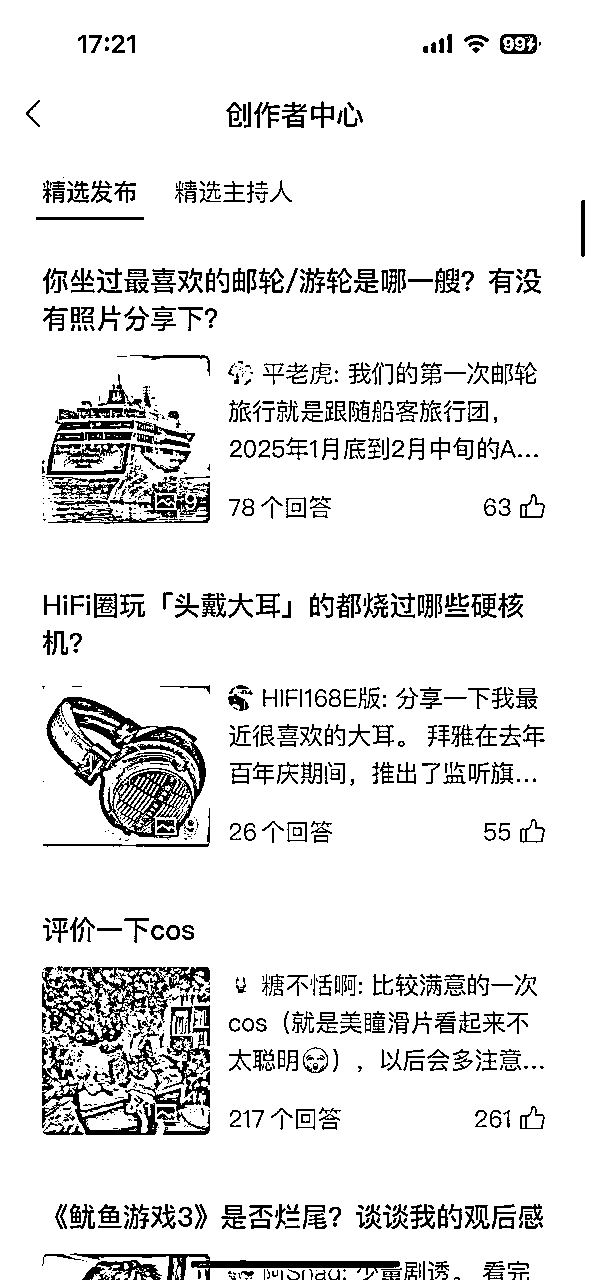 17:21
99
创作者中心
精选发布 精选主持人
你坐过最喜欢的邮轮/游轮是哪一艘？有没
有照片分享下？
平老虎: 我们的第一次邮轮
旅行就是跟随船客旅行团，
2025年1月底到2月中旬的A...
9
78 个回答 63
HiFi圈玩「头戴大耳」的都烧过哪些硬核
机？
HIFI168E版: 分享一下我最
近很喜欢的大耳。 拜雅在去年
百年庆期间，推出了监听旗...
26 个回答 55
评价一下cos
糖不恬啊: 比较满意的一次
cos（就是美瞳滑片看起来不
太聪明😄），以后会多注意...
217 个回答 261
《鱿鱼游戏3》是否烂尾？谈谈我的观后感
少量剧透。 看完